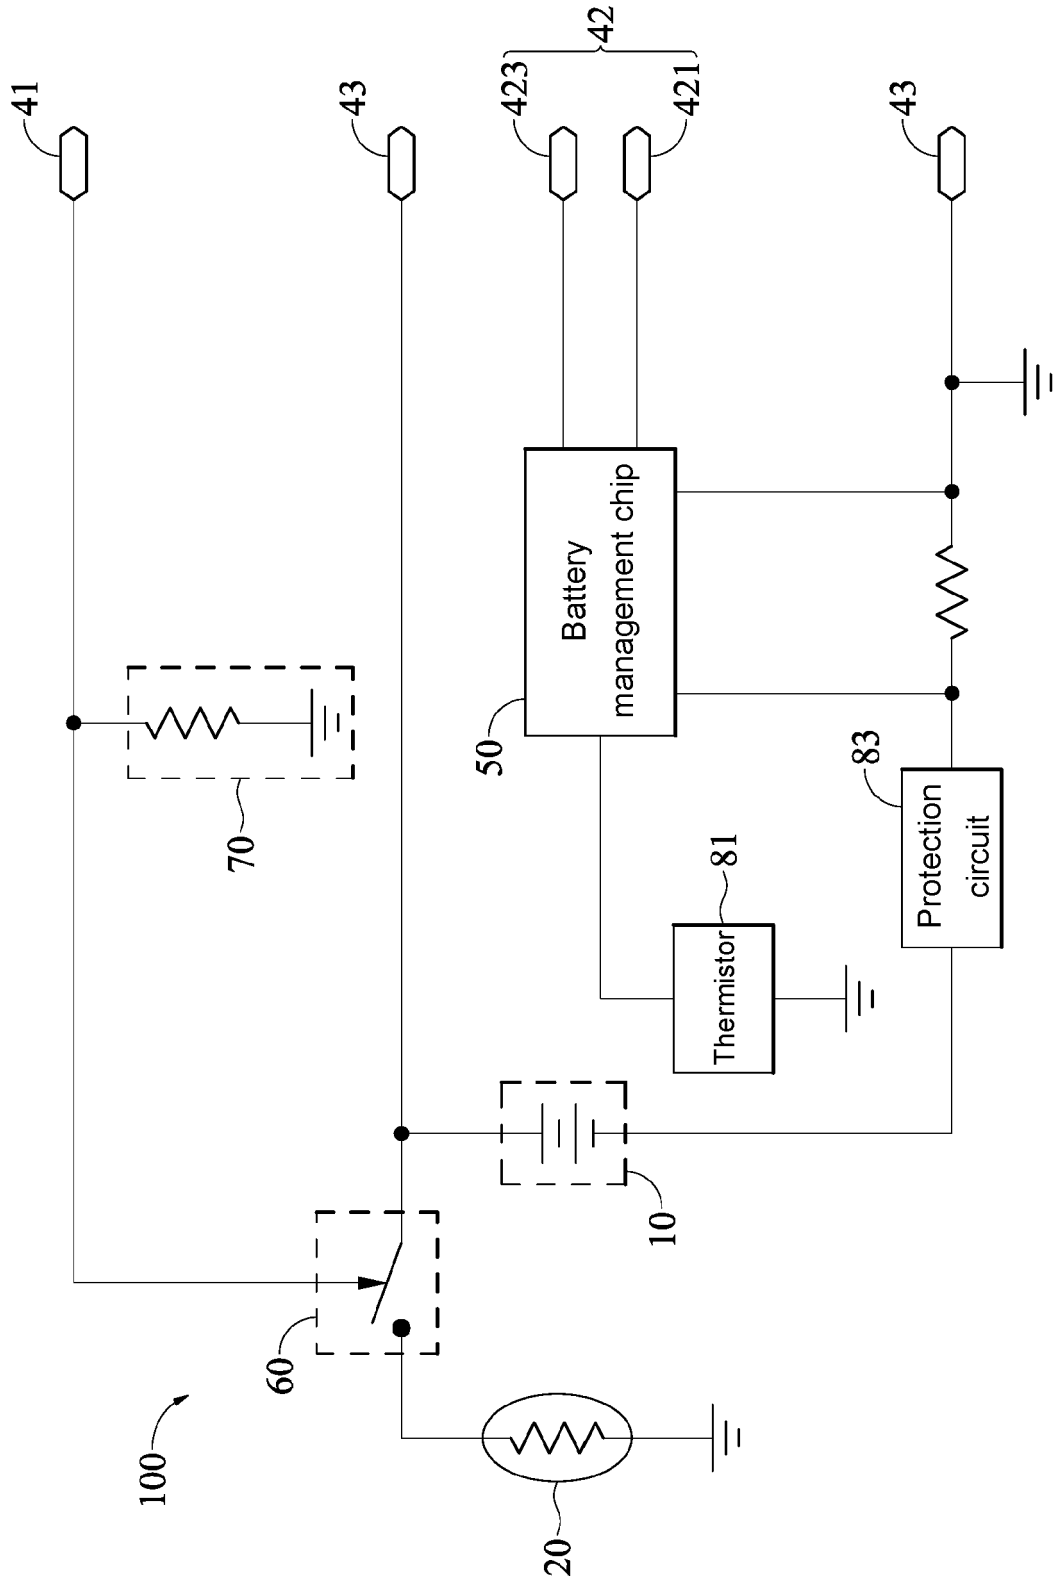 100
41
70
60
43
20
10
50
Battery
management chip
423
421
42
Thermistor
81
Protection
circuit
83
43